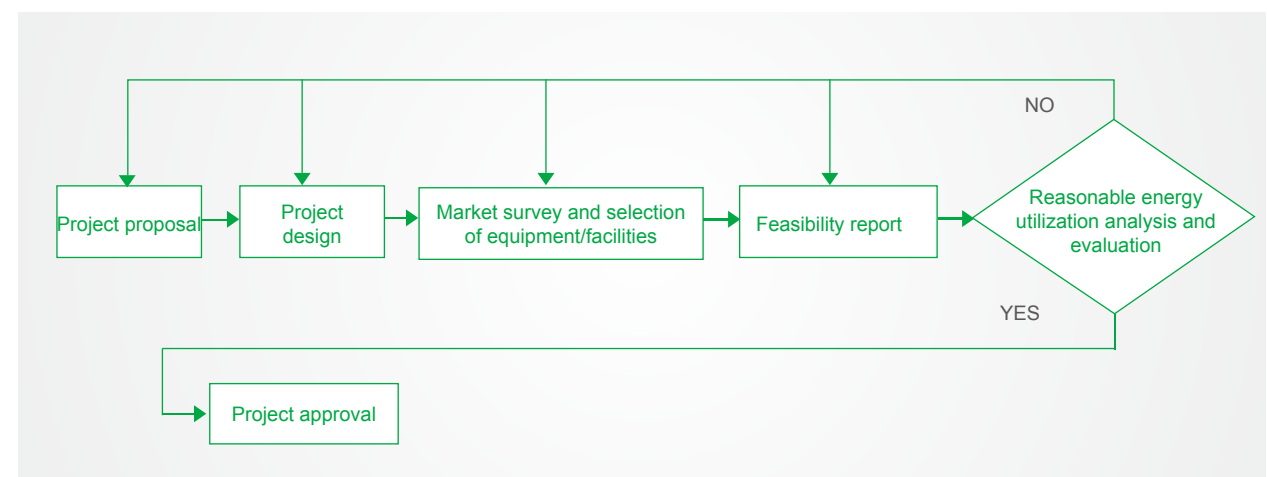 NO
Project proposal
Project
design
Market survey and selection
of equipment/facilities
Feasibility report
Reasonable energy
utilization analysis and
evaluation
YES
Project approval